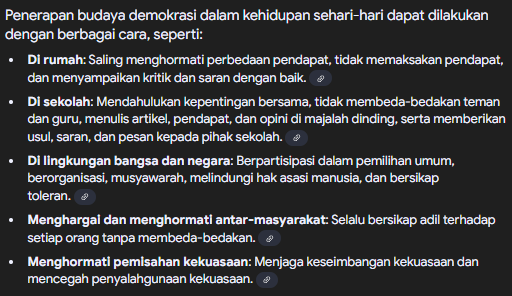 Penerapan budaya demokrasi dalam kehidupan sehari-hari dapat dilakukan
dengan berbagai cara, seperti:
• Di rumah: Saling menghormati perbedaan pendapat, tidak memaksakan pendapat,
dan menyampaikan kritik dan saran dengan baik.
• Di sekolah: Mendahulukan kepentingan bersama, tidak membeda-bedakan teman
dan guru, menulis artikel, pendapat, dan opini di majalah dinding, serta memberikan
usul, saran, dan pesan kepada pihak sekolah.
• Di lingkungan bangsa dan negara: Berpartisipasi dalam pemilihan umum,
berorganisasi, musyawarah, melindungi hak asasi manusia, dan bersikap
toleran.
• Menghargai dan menghormati antar-masyarakat: Selalu bersikap adil terhadap
setiap orang tanpa membeda-bedakan.
• Menghormati pemisahan kekuasaan: Menjaga keseimbangan kekuasaan dan
mencegah penyalahgunaan kekuasaan.